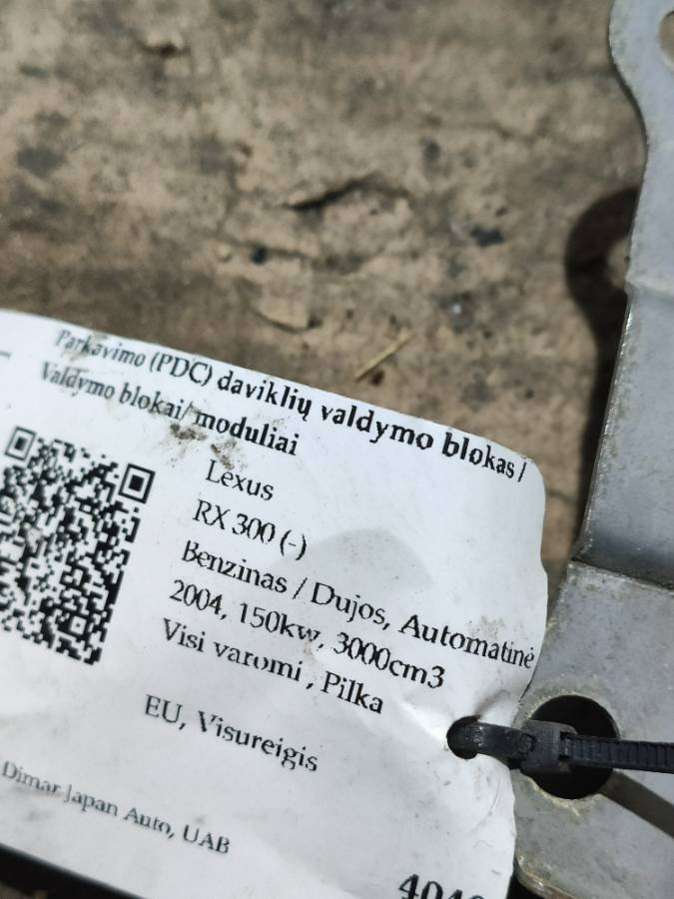 Parkavimo (PDC) daviklių valdymo blokas /
Valdymo blokai/ moduliai
Lexus
RX 300 (-)
Benzinas / Dujos, Automatinė
2004, 150kw, 3000cm3
Visi varomi , Pilka
EU, Visureigis
Dimar Japan Auto, UAB